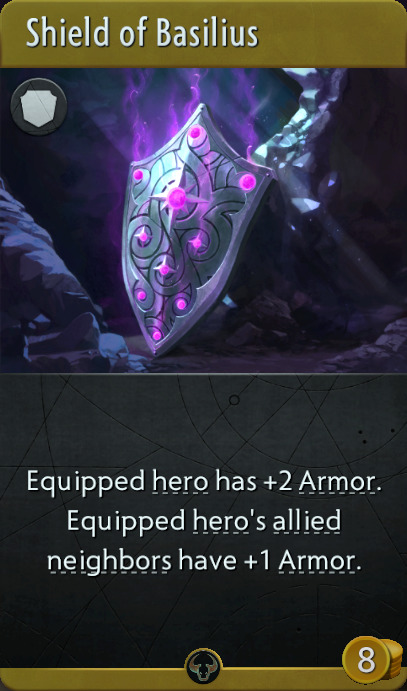 Shield of Basilius
Equipped hero has +2 Armor.
Equipped hero's allied
neighbors have +1 Armor.
8